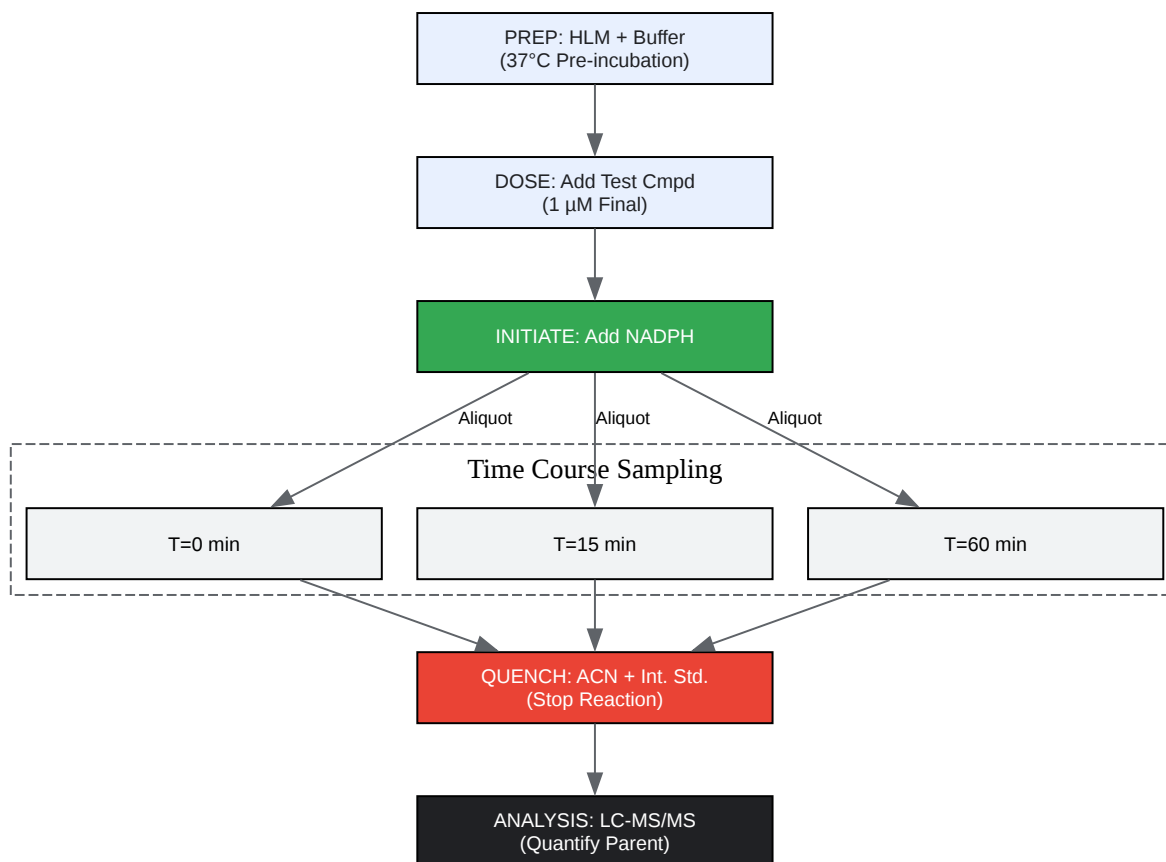 PREP: HLM + Buffer
(37°C Pre-incubation)
DOSE: Add Test Cmpd
(1 µM Final)
INITIATE: Add NADPH
Aliquot
Aliquot
Aliquot
Time Course Sampling
T=0 min
T=15 min
T=60 min
QUENCH: ACN + Int. Std.
(Stop Reaction)
ANALYSIS: LC-MS/MS
(Quantify Parent)